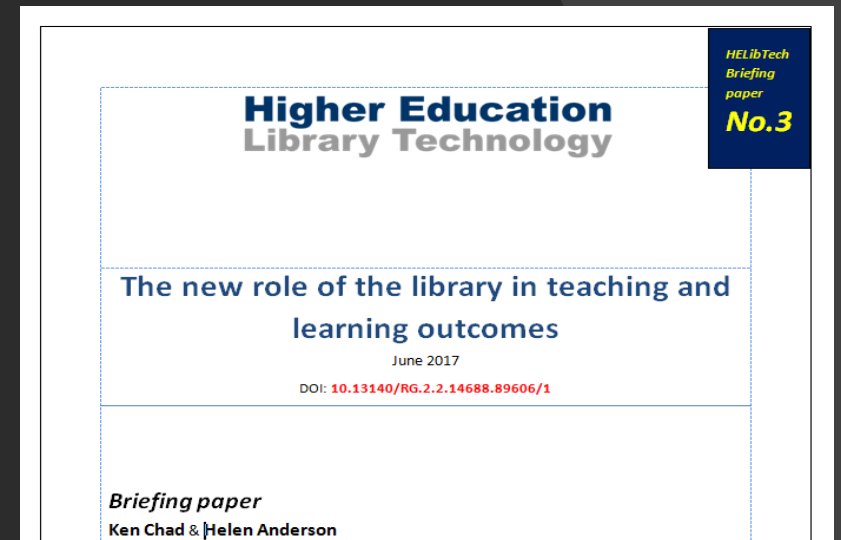 HELibTech
Briefing
paper
No.3
Higher Education
Library Technology
The new role of the library in teaching and
learning outcomes
June 2017
DOI: 10.13140/RG.2.2.14688.89606/1
Briefing paper
Ken Chad & Helen Anderson